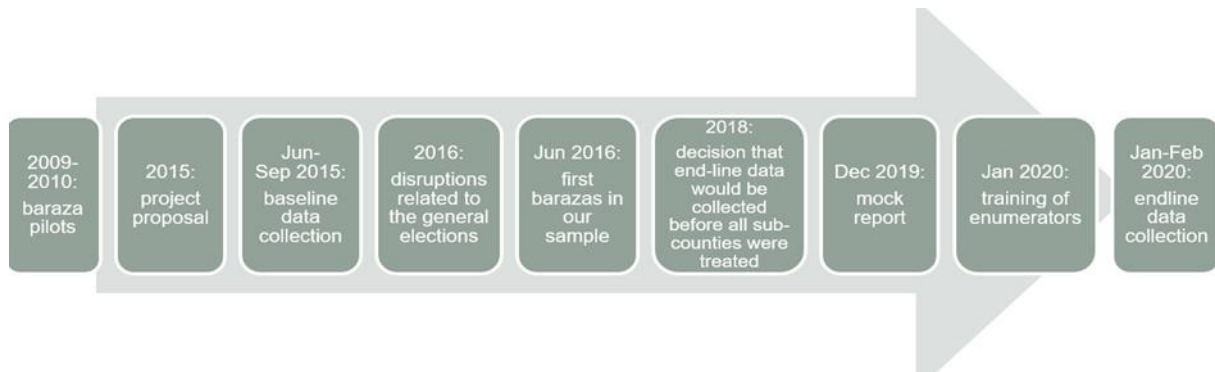 2009-
2010:
baraza
pilots
2015:
project
proposal
Jun-
Sep 2015:
baseline
data
collection
2016:
disruptions
related to
the general
elections
Jun 2016:
first
barazas in
our
sample
2018:
decision that
end-line data
would be
collected
before all sub-
counties were
treated
Dec 2019:
mock
report
Jan 2020:
training of
enumerators
Jan-Feb
2020:
endline
data
collection